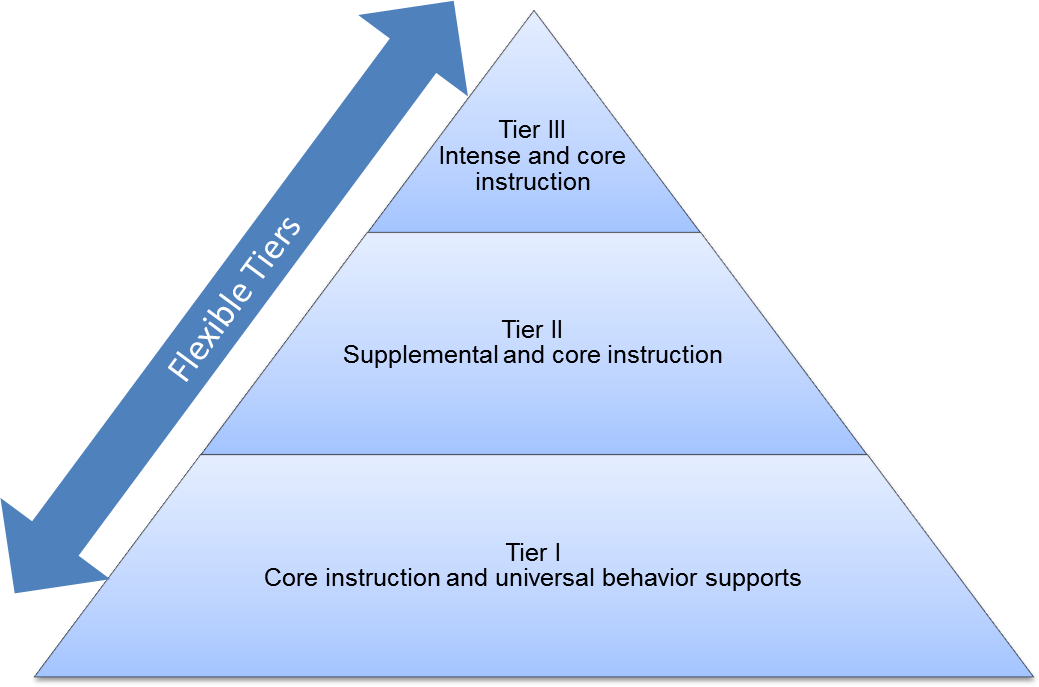 Tier III
Intense and core
instruction
Flexible Tiers
Tier II
Supplemental and core instruction
Tier I
Core instruction and universal behavior supports